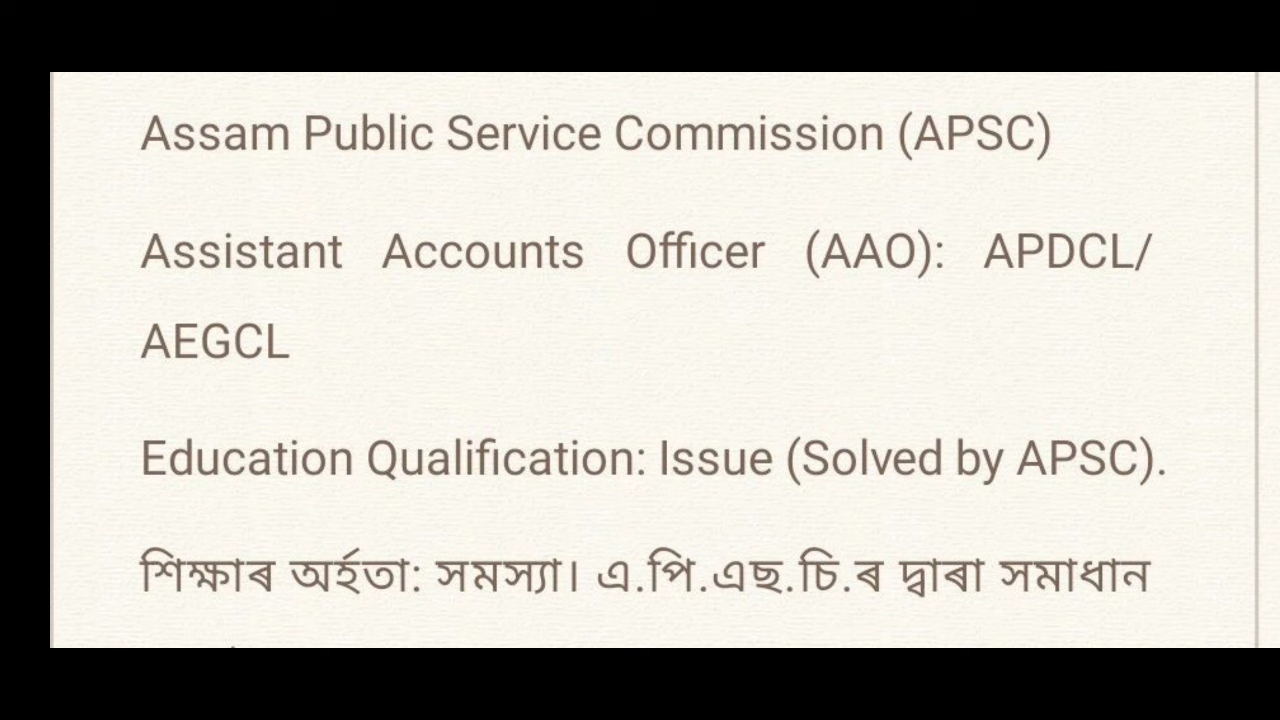 Assam Public Service Commission (APSC)
Assistant Accounts Officer (AAO): APDCL/
AEGCL
Education Qualification: Issue (Solved by APSC).
শিক্ষাৰ অৰ্হতা: সমস্যা। এ.পি.এছ.চি.ৰ দ্বাৰা সমাধান